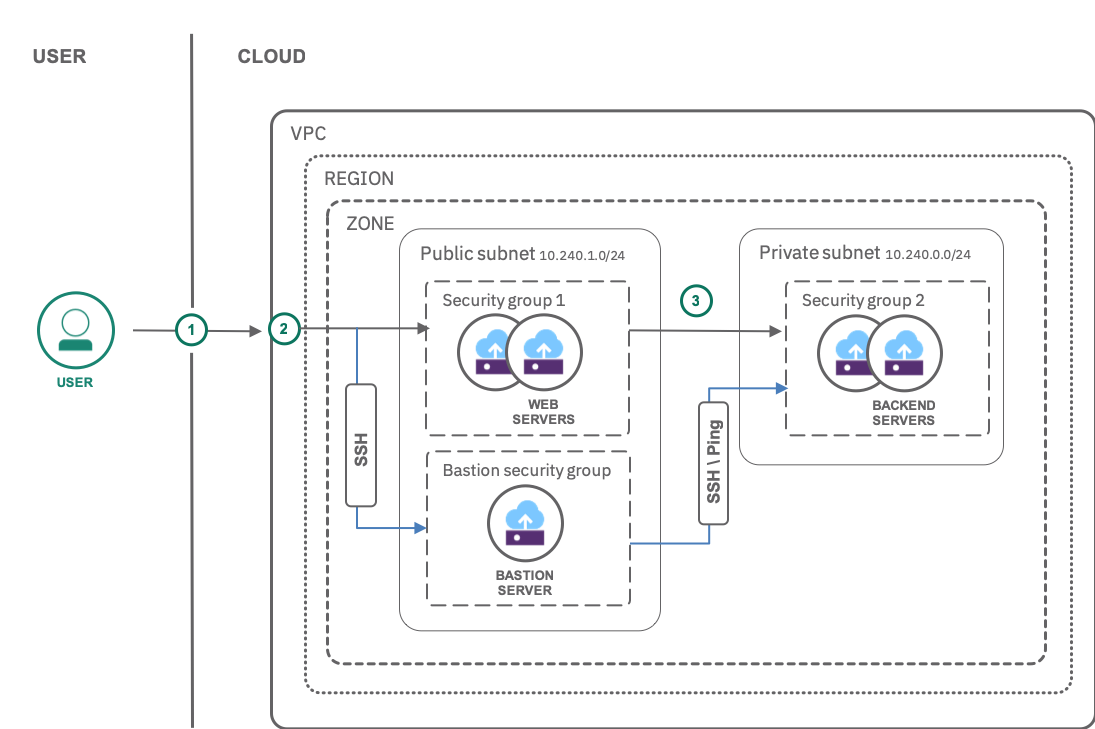 USER
CLOUD
VPC
REGION
ZONE
Public subnet 10.240.1.0/24
Private subnet 10.240.0.0/24
Security group 1
3
Security group 2
1
2
USER
WEB
SERVERS
BACKEND
SERVERS
SSH
SSH \ Ping
Bastion security group
BASTION
SERVER